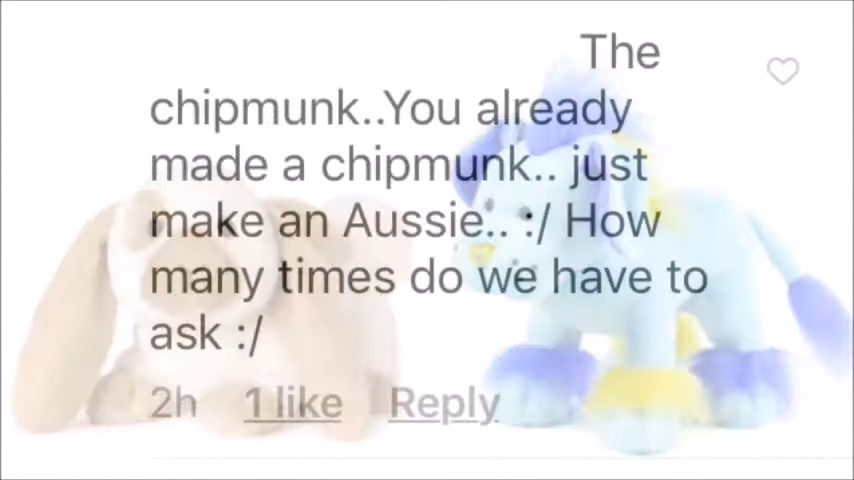 The
chipmunk..You already
made a chipmunk.. just
make an Aussie.. :/ How
many times do we have to
ask :/
2h 1 like Reply